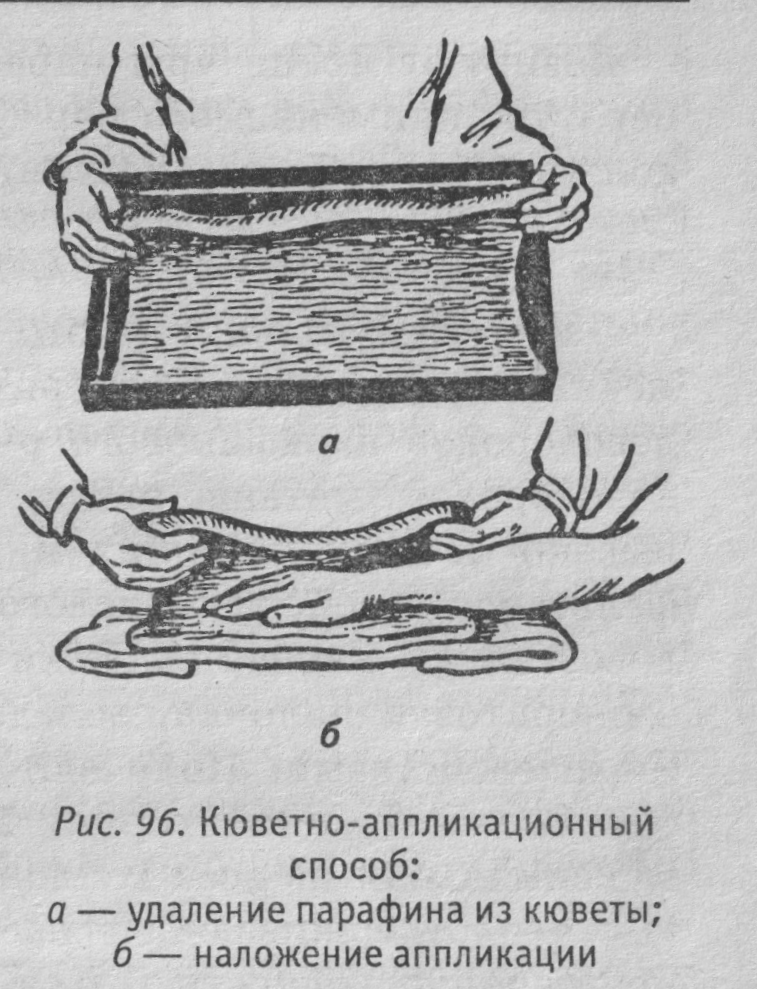 а
б
Рис. 96. Кюветно-аппликационный
способ:
а — удаление парафина из кюветы;
б — наложение аппликации